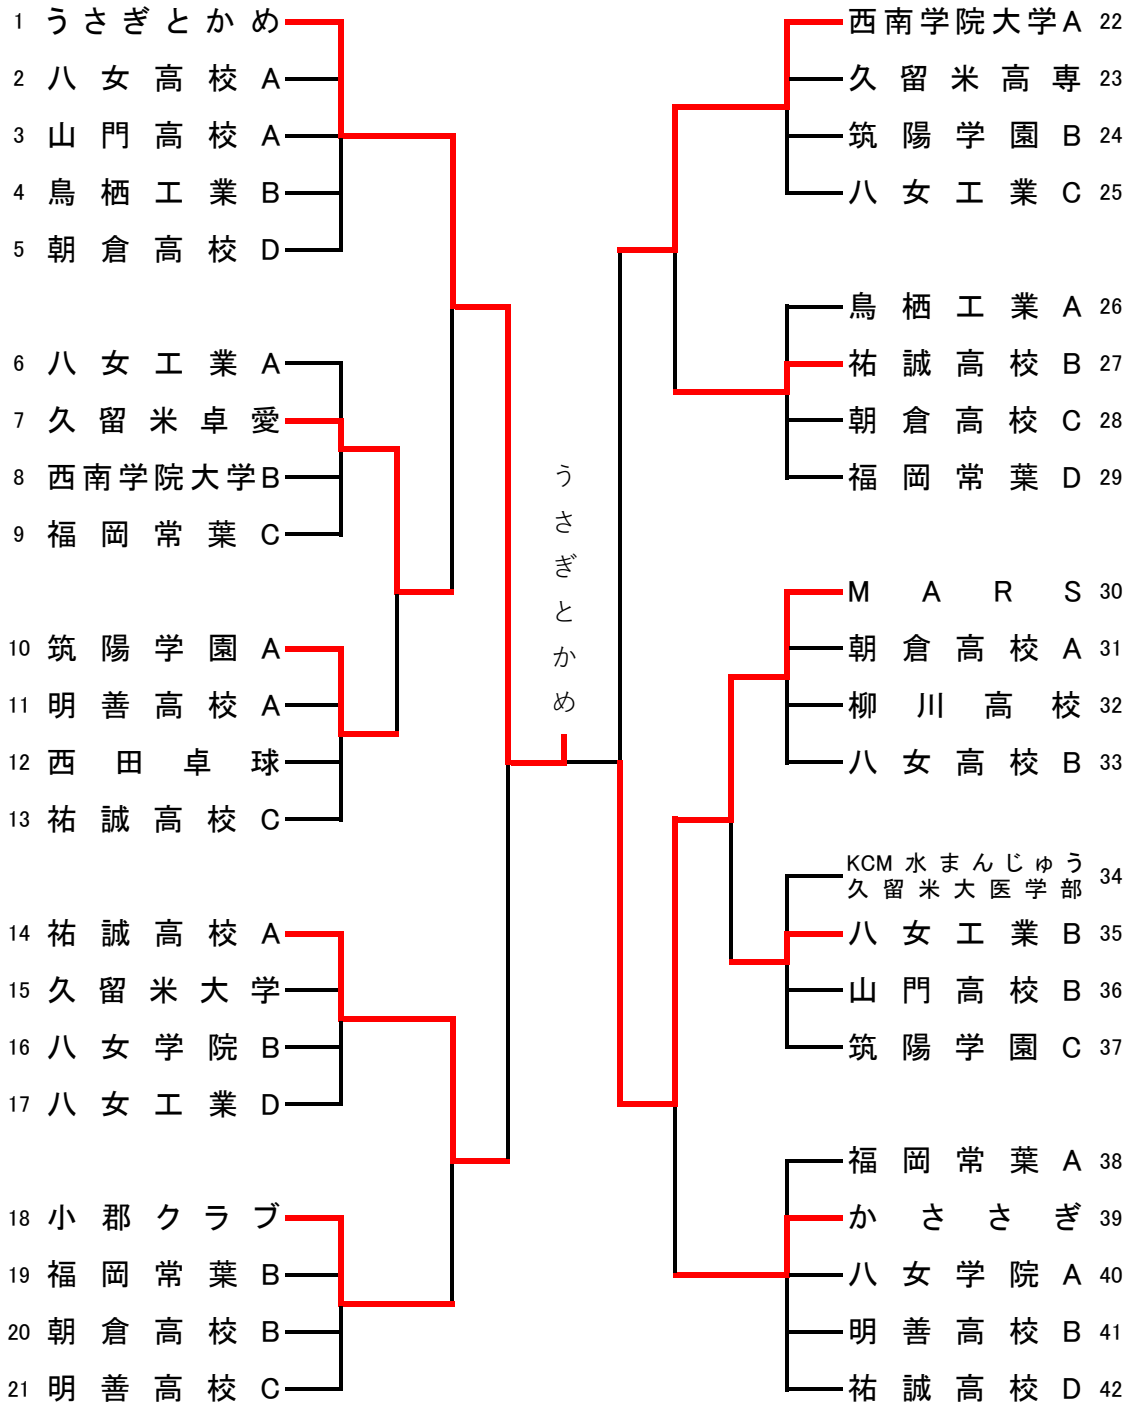 1 うさぎとかめ
2 八女高校A
3 山門高校A
4 鳥栖工業B
5 朝倉高校D
6 八女工業A
7 久留米卓愛
8 西南学院大学B
9 福岡常葉C
10 筑陽学園A
11 明善高校A
12 西田卓球
13 祐誠高校C
14 祐誠高校A
15 久留米大学
16 八女学院B
17 八女工業D
18 小郡クラブ
19 福岡常葉B
20 朝倉高校B
21 明善高校C
うさぎとかめ
西南学院大学A 22
久留米高専 23
筑陽学園B 24
八女工業C 25
鳥栖工業A 26
祐誠高校B 27
朝倉高校C 28
福岡常葉D 29
MARS 30
朝倉高校A 31
柳川高校 32
八女高校B 33
KCM水まんじゅう
久留米大医学部 34
八女工業B 35
山門高校B 36
筑陽学園C 37
福岡常葉A 38
かささぎ 39
八女学院A 40
明善高校B 41
祐誠高校D 42